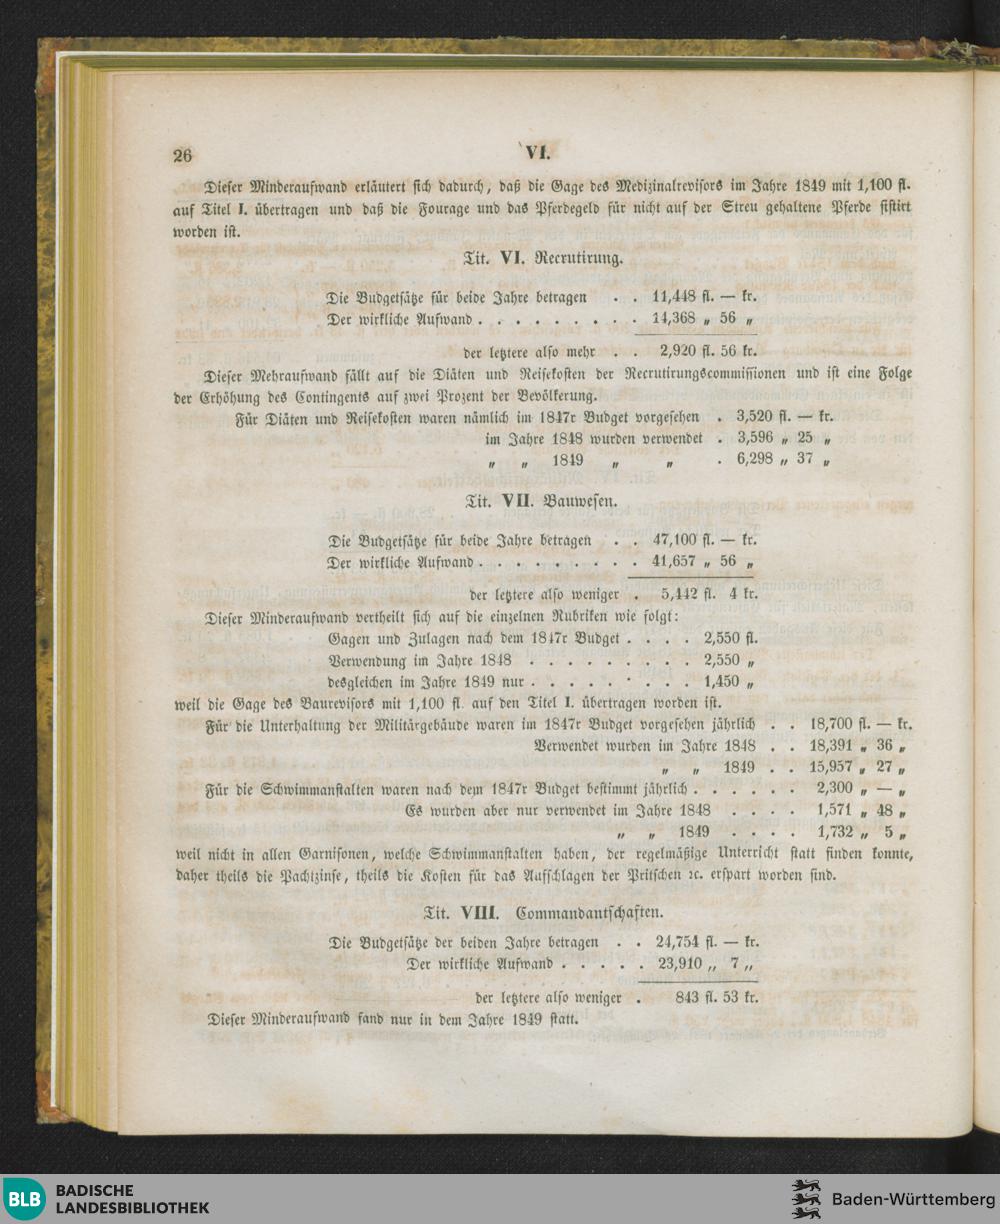 26 VI.
Dieser Minderaufwand erläutert sich dadurch, daß die Gage des Medizinalrevisors im Jahre 1849 mit 1,100 fl.
auf Titel I. übertragen und daß die Fourage und das Pferdegeld für nicht auf der Streu gehaltene Pferde sistirt
worden ist.
Tit. VI. Recrutirung.
Die Budgetsätze für beide Jahre betragen . . 11,448 fl. — kr.
Der wirkliche Aufwand . . . . . . . . . 14,368 „ 56 „
der letztere also mehr . . 2,920 fl. 56 kr.
Dieser Mehraufwand fällt auf die Diäten und Reisekosten der Recrutirungscommissionen und ist eine Folge
der Erhöhung des Contingents auf zwei Prozent der Bevölkerung.
Für Diäten und Reisekosten waren nämlich im 1847r Budget vorgesehen . 3,520 fl. — kr.
im Jahre 1848 wurden verwendet . 3,596 „ 25 „
„ „ 1849 „ „ . 6,298 „ 37 „
Tit. VII. Bauwesen.
Die Budgetsätze für beide Jahre betragen . . 47,100 fl. — kr.
Der wirkliche Aufwand . . . . . . . . . 41,657 „ 56 „
der letztere also weniger . 5,442 fl. 4 kr.
Dieser Minderaufwand vertheilt sich auf die einzelnen Rubriken wie folgt:
Gagen und Zulagen nach dem 1847r Budget . . . . 2,550 fl.
Verwendung im Jahre 1848 . . . . . . . . . 2,550 „
desgleichen im Jahre 1849 nur . . . . . . . . . 1,450 „
weil die Gage des Baurevisors mit 1,100 fl. auf den Titel I. übertragen worden ist.
Für die Unterhaltung der Militärgebäude waren im 1847r Budget vorgesehen jährlich . . 18,700 fl. — kr.
Verwendet wurden im Jahre 1848 . . 18,391 „ 36 „
„ „ 1849 . . 15,957 „ 27 „
Für die Schwimmanstalten waren nach dem 1847r Budget bestimmt jährlich . . . . . . 2,300 „ — „
Es wurden aber nur verwendet im Jahre 1848 . . . . 1,571 „ 48 „
„ „ 1849 . . . . 1,732 „ 5 „
weil nicht in allen Garnisonen, welche Schwimmanstalten haben, der regelmäßige Unterricht statt finden konnte,
daher theils die Pachtzinse, theils die Kosten für das Aufschlagen der Pritschen ꝛc. erspart worden sind.
Tit. VIII. Commandantschaften.
Die Budgetsätze der beiden Jahre betragen . . 24,754 fl. — kr.
Der wirkliche Aufwand . . . . . 23,910 „ 7 „
der letztere also weniger . 843 fl. 53 kr.
Dieser Minderaufwand fand nur in dem Jahre 1849 statt.
BLB BADISCHE
LANDESBIBLIOTHEK
Baden-Württemberg